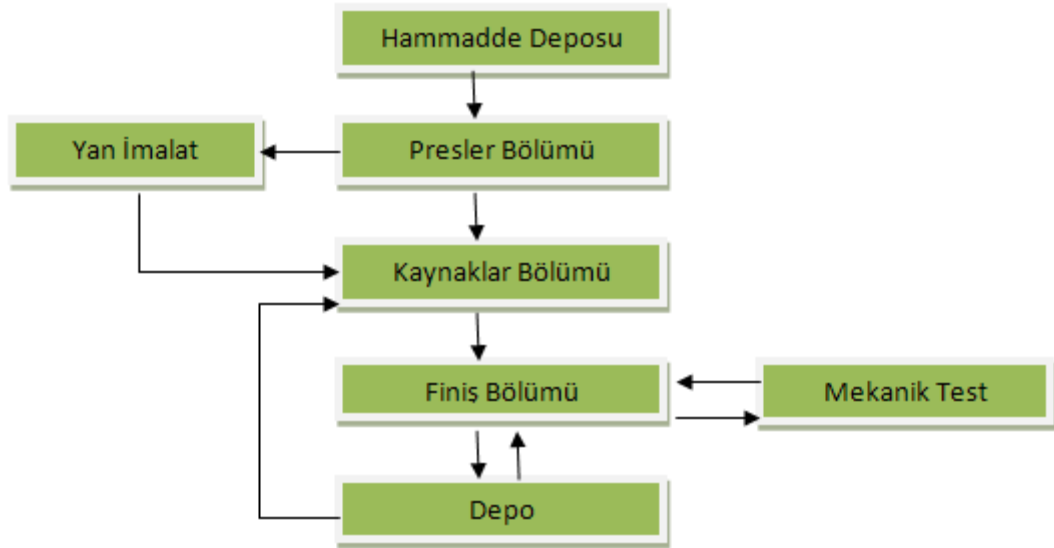 Hammadde Deposu
Yan İmalat
Presler Bölümü
Kaynaklar Bölümü
Finiş Bölümü
Mekanik Test
Depo